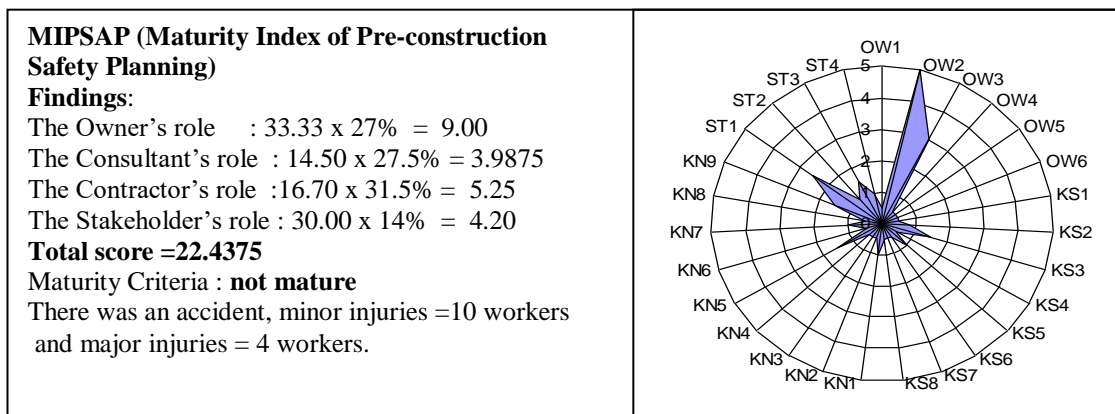 MIPSAP (Maturity Index of Pre-construction
Safety Planning)
Findings:
The Owner's role : 33.33 x 27% = 9.00
The Consultant's role : 14.50 x 27.5% = 3.9875
The Contractor's role :16.70 x 31.5% = 5.25
The Stakeholder's role : 30.00 x 14% = 4.20
Total score =22.4375
Maturity Criteria : not mature
There was an accident, minor injuries =10 workers
and major injuries = 4 workers.
0
1
2
3
4
5
OW1
OW2
OW3
OW4
OW5
OW6
KS1
KS2
KS3
KS4
KS5
KS6
KS7
KS8
KN1
KN2
KN3
KN4
KN5
KN6
KN7
KN8
KN9
ST1
ST2
ST3
ST4